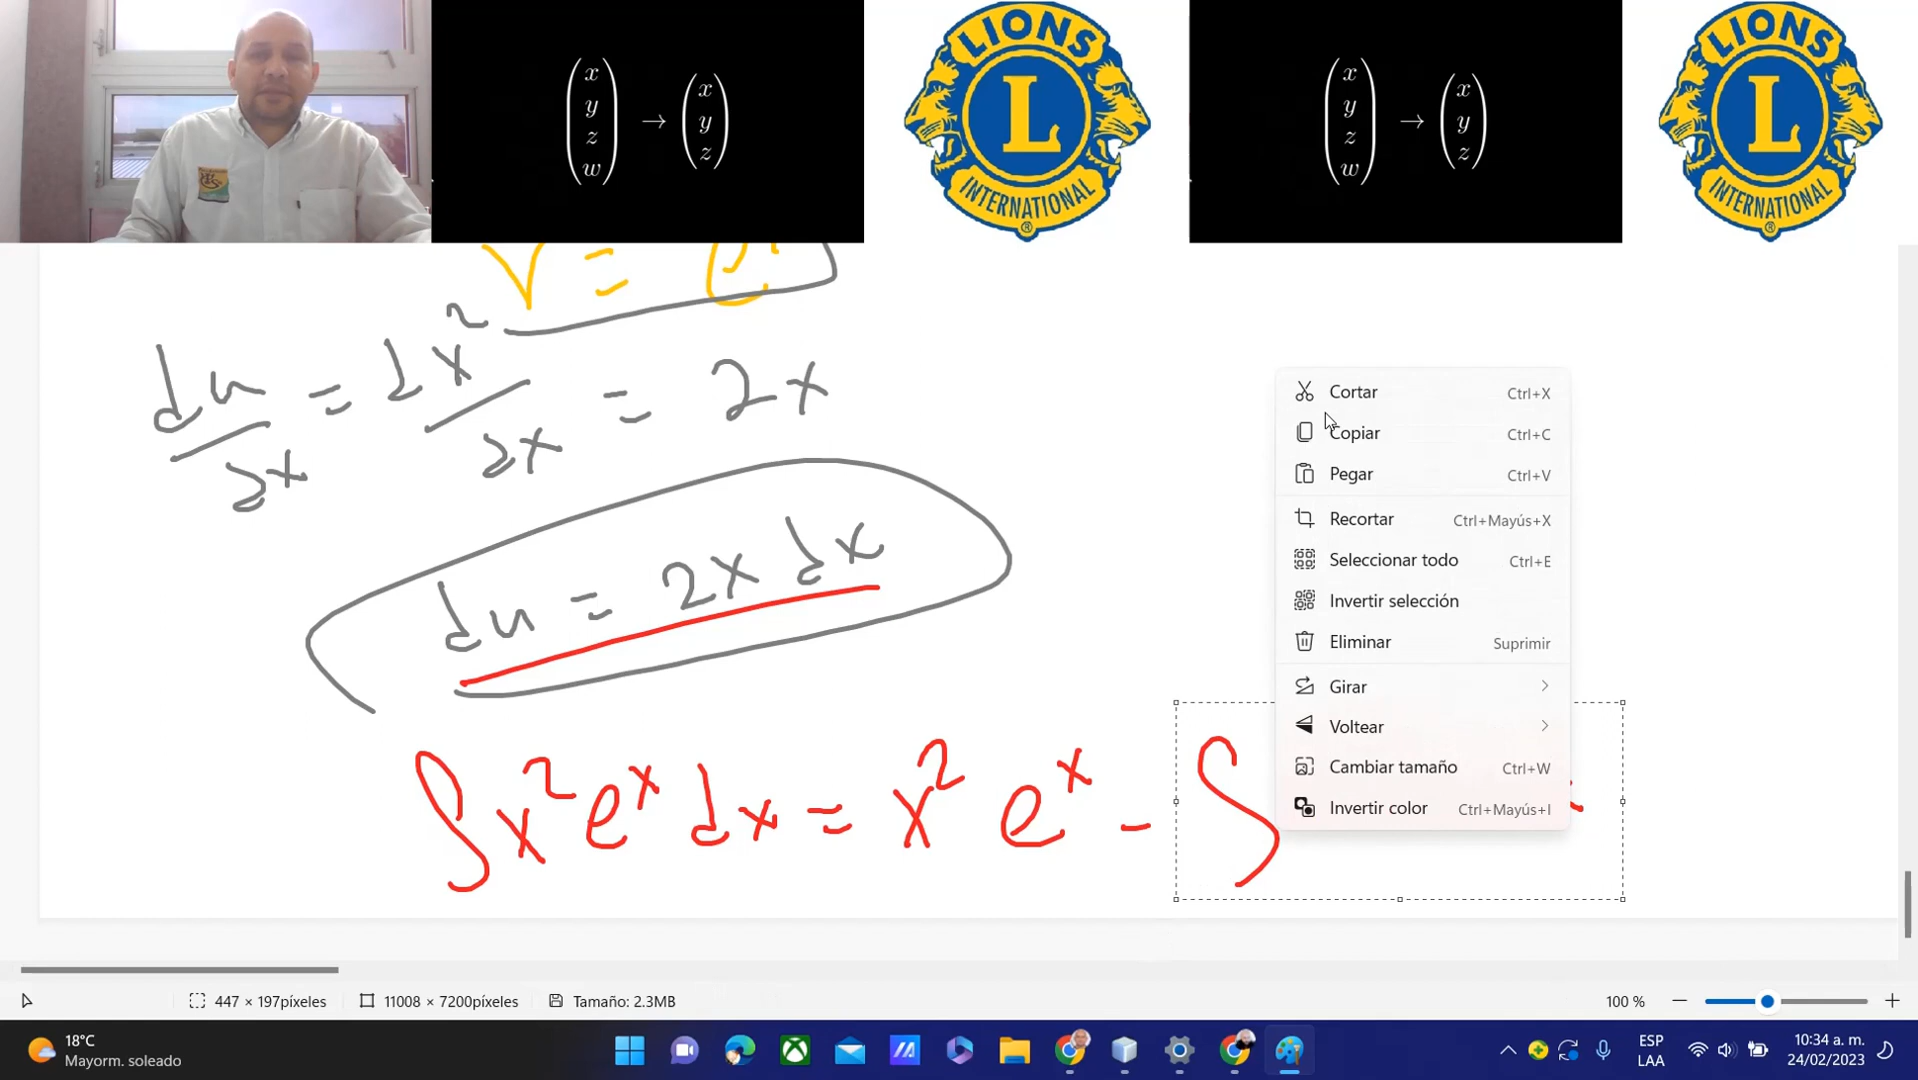 x
y
z
w
→
x
y
z
LIONS
L
INTERNATIONAL
®
x
y
z
w
→
x
y
z
LIONS
L
INTERNATIONAL
®
v = e
du/dx = dx²/dx = 2x
du = 2x dx
∫x²eˣ dx = x² eˣ - ∫
Cortar Ctrl+X
Copiar Ctrl+C
Pegar Ctrl+V
Recortar Ctrl+Mayús+X
Seleccionar todo Ctrl+E
Invertir selección
Eliminar Suprimir
Girar
Voltear
Cambiar tamaño Ctrl+W
Invertir color Ctrl+Mayús+I
447 × 197píxeles
11008 × 7200píxeles
Tamaño: 2.3MB
100 %
18°C
Mayorm. soleado
ESP
LAA
10:34 a. m.
24/02/2023